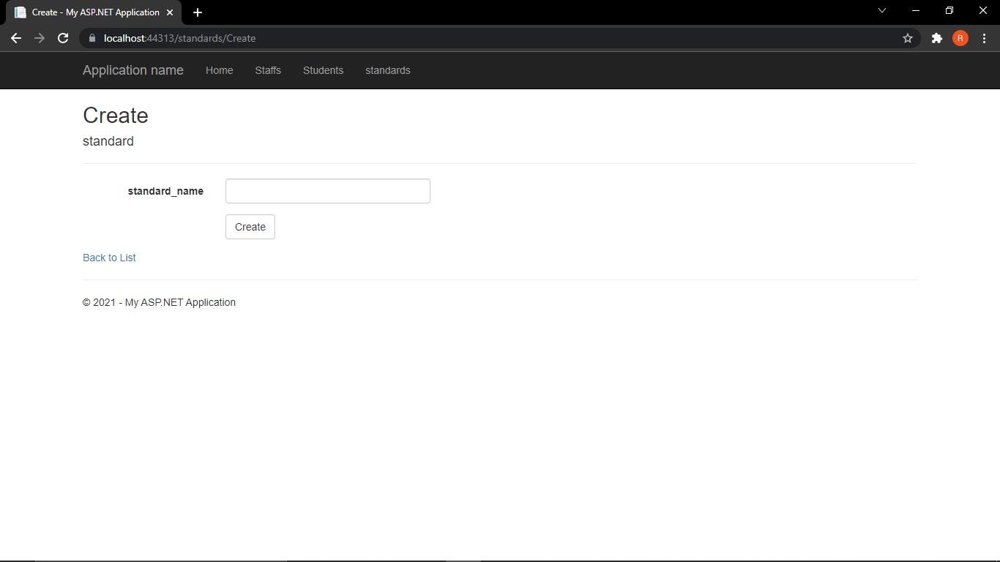 Create - My ASP.NET Application
localhost:44313/standards/Create
R
Application name Home Staffs Students standards
Create
standard
standard_name
Create
Back to List
© 2021 - My ASP.NET Application